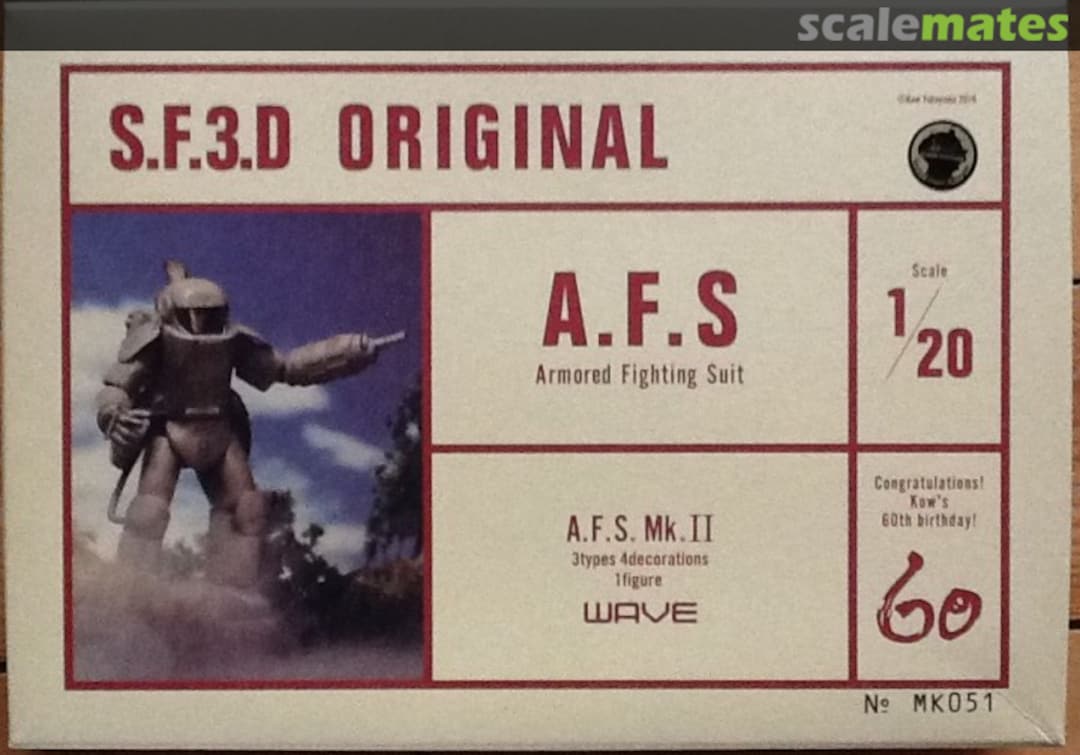 scalemates
S.F.3.D ORIGINAL
A.F.S
Armored Fighting Suit
Scale
1/20
A.F.S. Mk.II
3types 4decorations
1figure
WAVE
Congratulations!
Kow's
60th birthday!
60
№ MK051